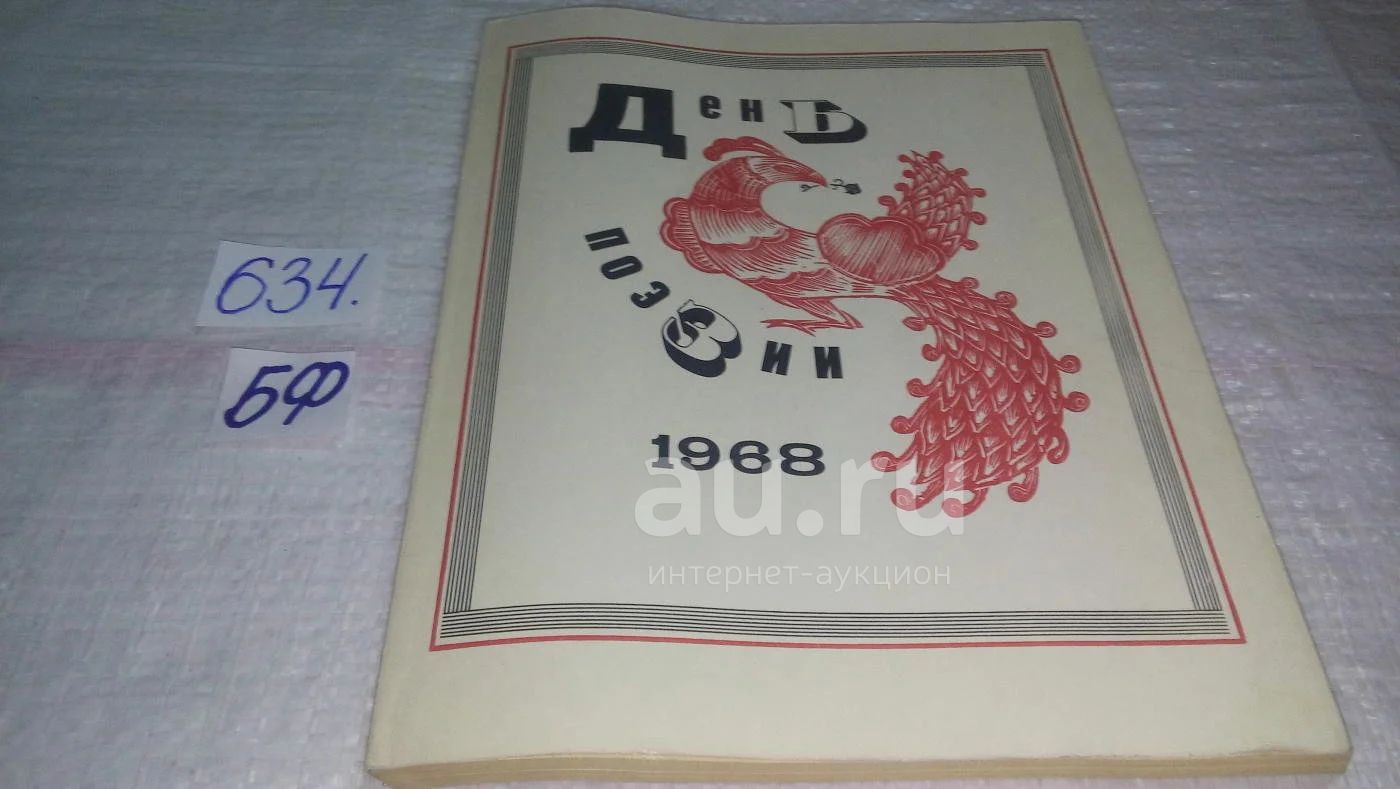 ДенЬ
поэЗии
1968
634.
БФ
au.ru
интернет-аукцион